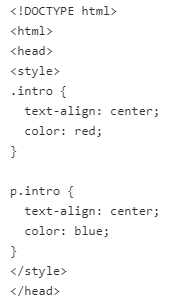 <!DOCTYPE html>
<html>
<head>
<style>
.intro {
  text-align: center;
  color: red;
}

p.intro {
  text-align: center;
  color: blue;
}
</style>
</head>